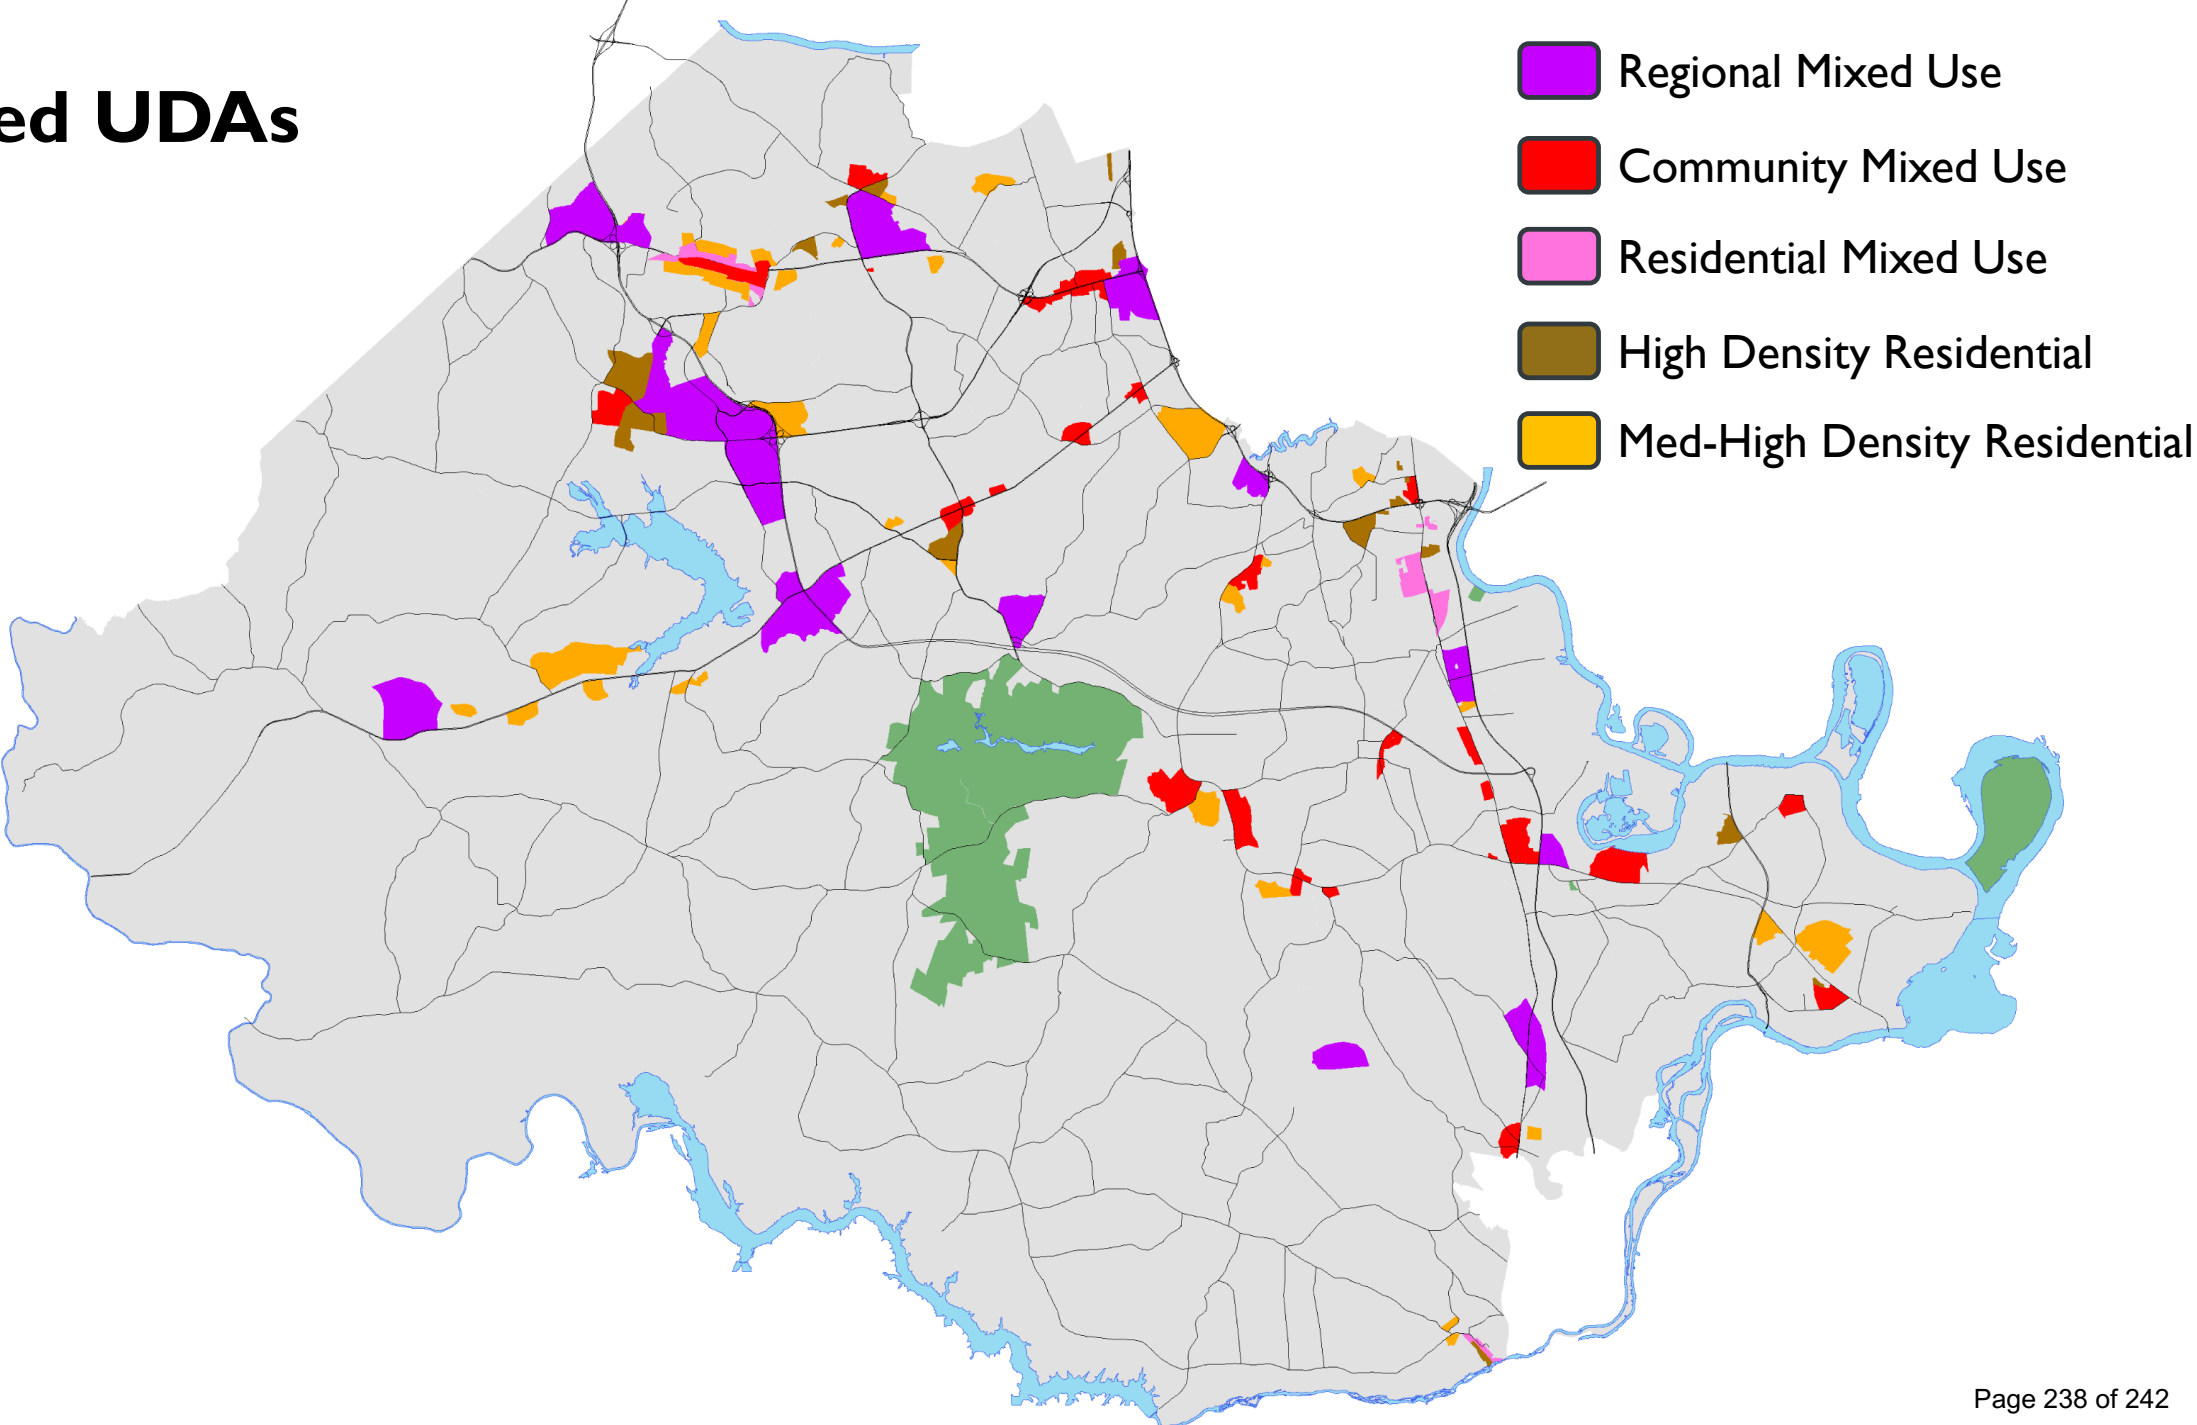 ed UDAs
Regional Mixed Use
Community Mixed Use
Residential Mixed Use
High Density Residential
Med-High Density Residential
Page 238 of 242